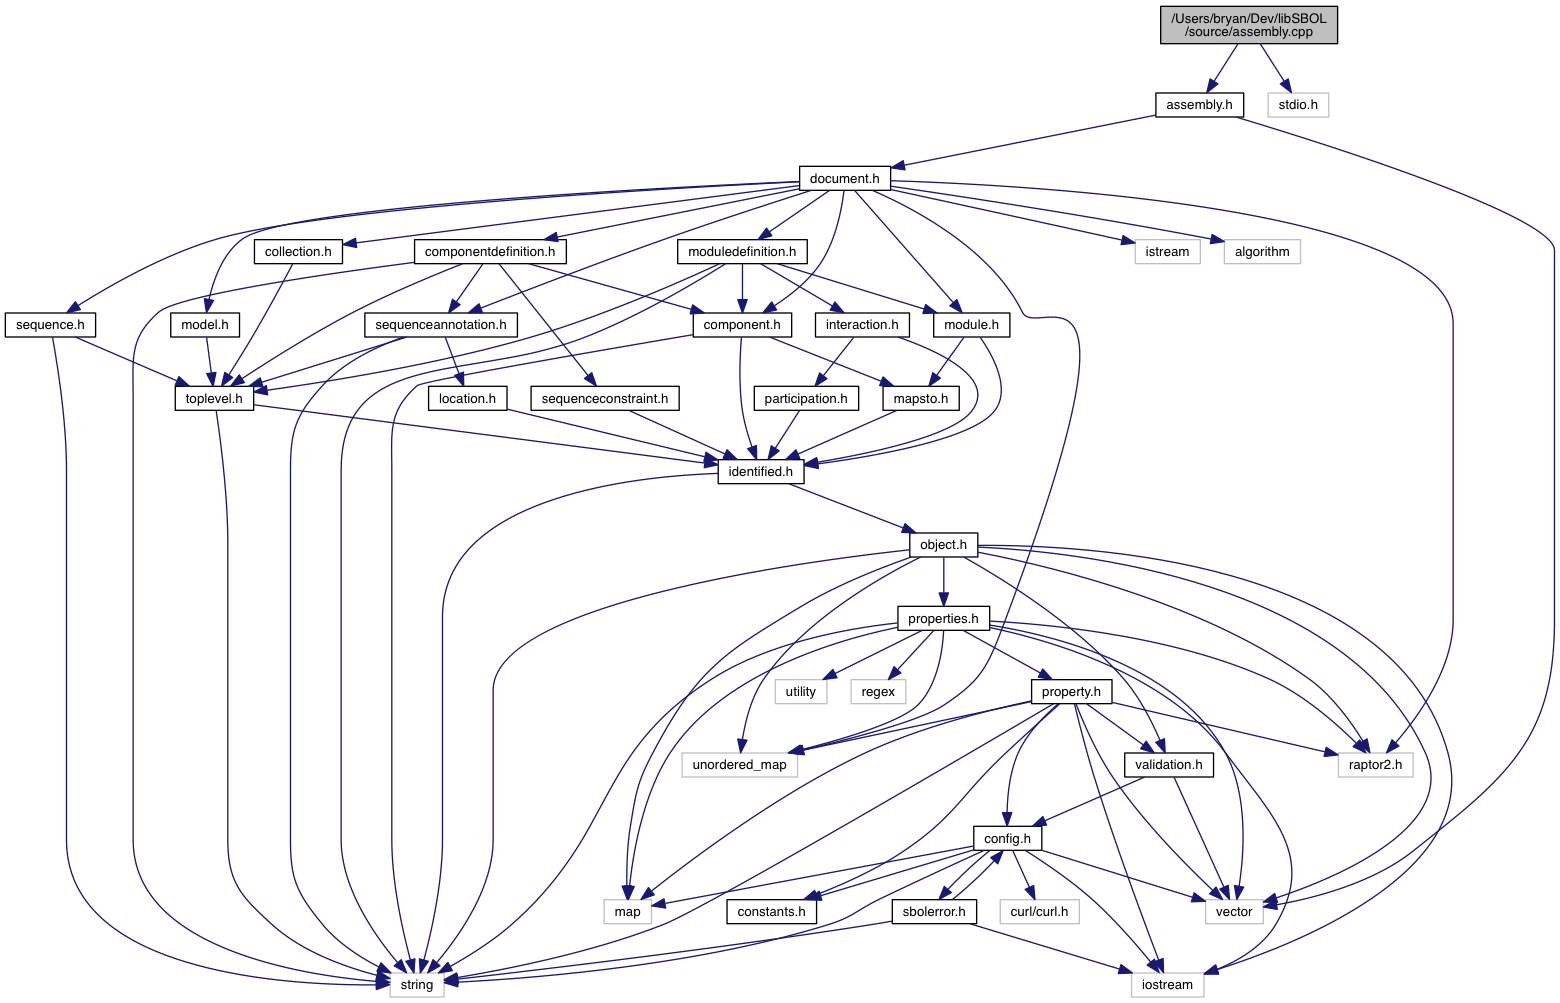 /Users/bryan/Dev/libSBOL
/source/assembly.cpp
assembly.h
stdio.h
document.h
collection.h
componentdefinition.h
moduledefinition.h
istream
algorithm
sequence.h
model.h
sequenceannotation.h
component.h
interaction.h
module.h
toplevel.h
location.h
sequenceconstraint.h
participation.h
mapsto.h
identified.h
object.h
properties.h
utility
regex
property.h
unordered_map
validation.h
raptor2.h
config.h
map
constants.h
sbolerror.h
curl/curl.h
vector
string
iostream